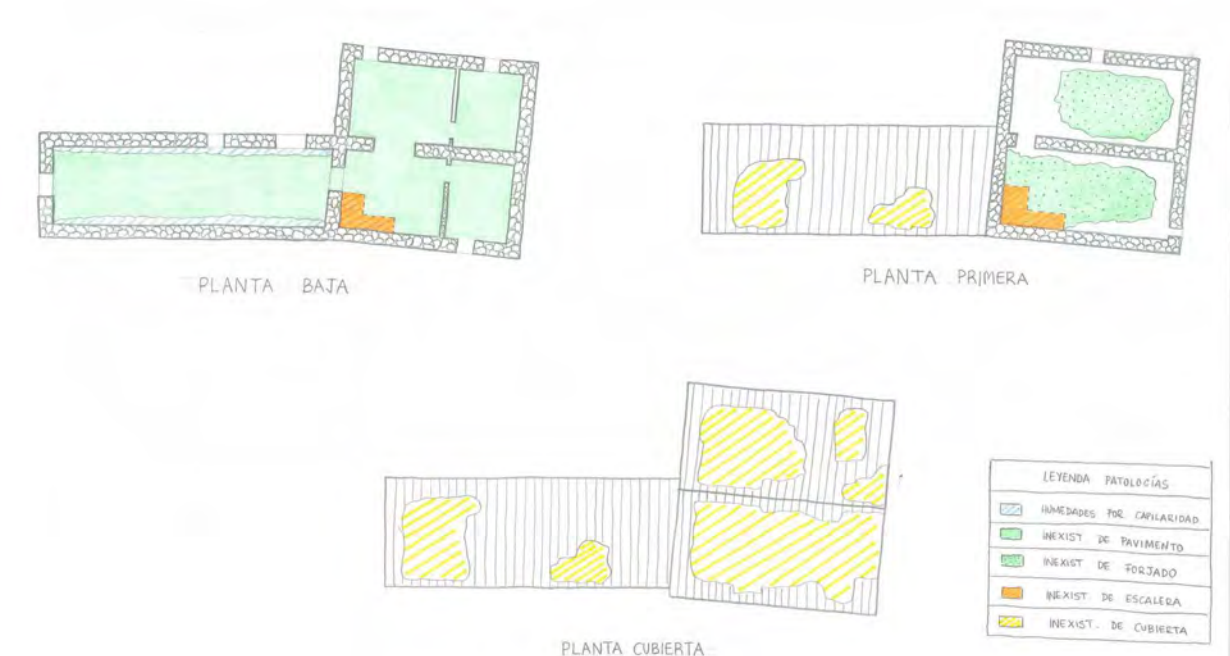 PLANTA BAJA
PLANTA PRIMERA
PLANTA CUBIERTA
LEYENDA PATOLOGÍAS
HUMEDADES POR CAPILARIDAD
INEXIST DE PAVIMENTO
INEXIST DE FORJADO
INEXIST. DE ESCALERA
INEXIST. DE CUBIERTA